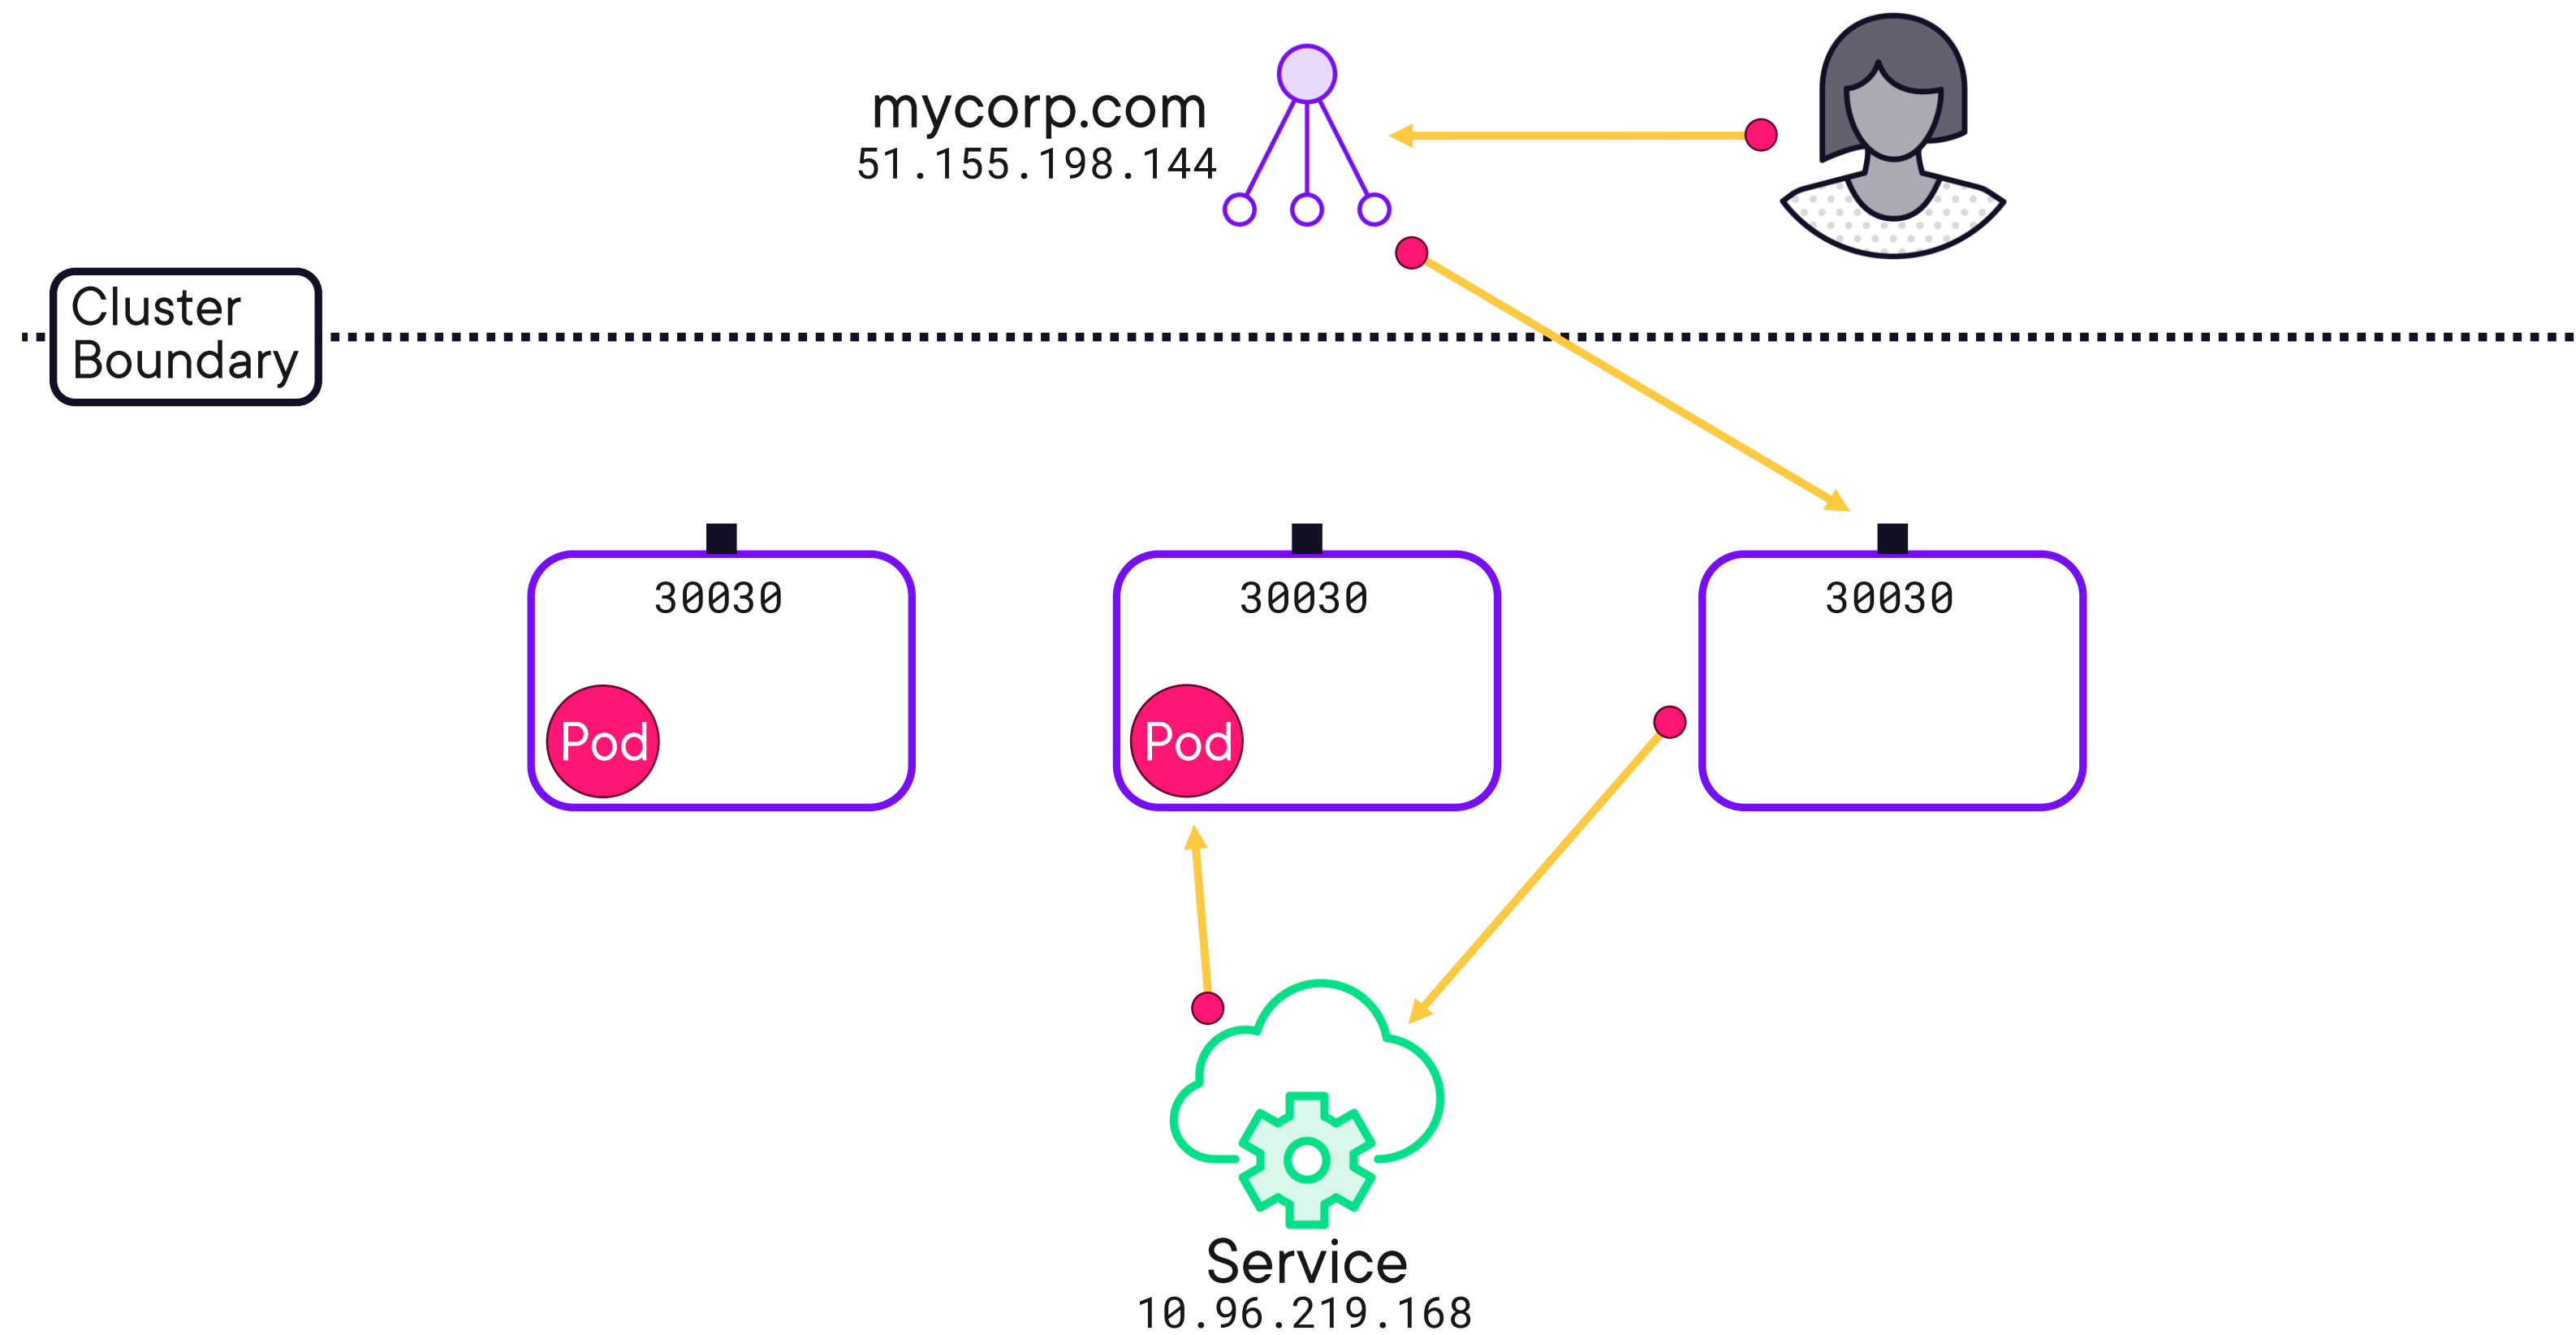 mycorp.com
51.155.198.144
Cluster
Boundary
30030
30030
30030
Pod
Pod
Service
10.96.219.168